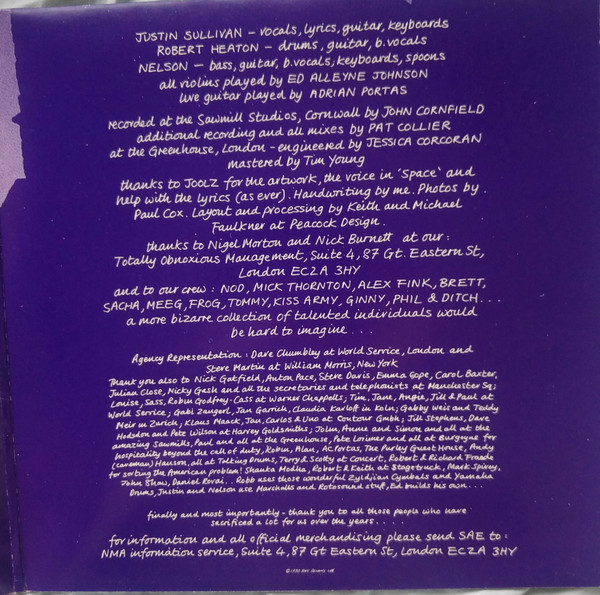 JUSTIN SULLIVAN - vocals, lyrics, guitar, keyboards
ROBERT HEATON - drums, guitar, b.vocals
NELSON - bass, guitar, b.vocals, keyboards, spoons
all violins played by ED ALLEYNE JOHNSON
live guitar played by ADRIAN PORTAS
recorded at the Sawmill Studios, Cornwall by JOHN CORNFIELD
additional recording and all mixes by PAT COLLIER
at the Greenhouse, London - engineered by JESSICA CORCORAN
mastered by Tim Young
thanks to JOOLZ for the artwork, the voice in 'Space' and
help with the lyrics (as ever). Handwriting by me. Photos by
Paul Cox. Layout and processing by Keith and Michael
Faulkner at Peacock Design.
thanks to Nigel Morton and Nick Burnett at our:
Totally Obnoxious Management, Suite 4, 87 Gt. Eastern St,
London EC2A 3HY
and to our crew: NOD, MICK THORNTON, ALEX FINK, BRETT,
SACHA, MEEG, FROG, TOMMY, KISS ARMY, GINNY, PHIL & DITCH...
a more bizarre collection of talented individuals would
be hard to imagine...
Agency Representation: Dave Chumbley at World Service, London and
Steve Martin at William Morris, New York
Thank you also to Nick Gatfield, Anton Pace, Steve Davis, Emma Cope, Carol Baxter,
Julian Close, Nicky Gash and all the secretaries and telephonists at Manchester Sq;
Louise, Sass, Robin Godfrey-Cass at Warner Chappells; Tim, Jane, Angie, Jill & Paul at
World Service; Gabi Zangerl, Jan Garrich, Claudia Karloff in Koln; Gabby Weis and Teddy
Meir in Zurich; Klaus Maack, Jan, Carlos & Uno at Contour Gmbh; Jill Stephens, Dave
Hodsdon and Pete Wilson at Harvey Goldsmiths; John, Anna and Simon and all at the
amazing Sawmills, Paul and all at the Greenhouse, Pete Lorimer and all at Burgoyne for
hospitality beyond the call of duty, Robin, Alan, Ac.fortas, The Purley Guest House, Andy
Hanson, all at Talking Drums, Terry & Scotty at Concorde, Robert & Richard
for sorting the American problem! Shanta Modha, Robert & Keith at Stagetruck, Mark Spivey,
John Shaw, Daniel Rovai.. Robb uses those wonderful Zyldjian Cymbals and Yamaha
Drums, Justin and Nelson use Marshalls and Rotosound stuff, Ed builds his own....
finally and most importantly - thank you to all those people who have
sacrificed a lot for us over the years.....
for information and all official merchandising please send SAE to:
NMA information service, Suite 4, 87 Gt Eastern St, London EC2A 3HY